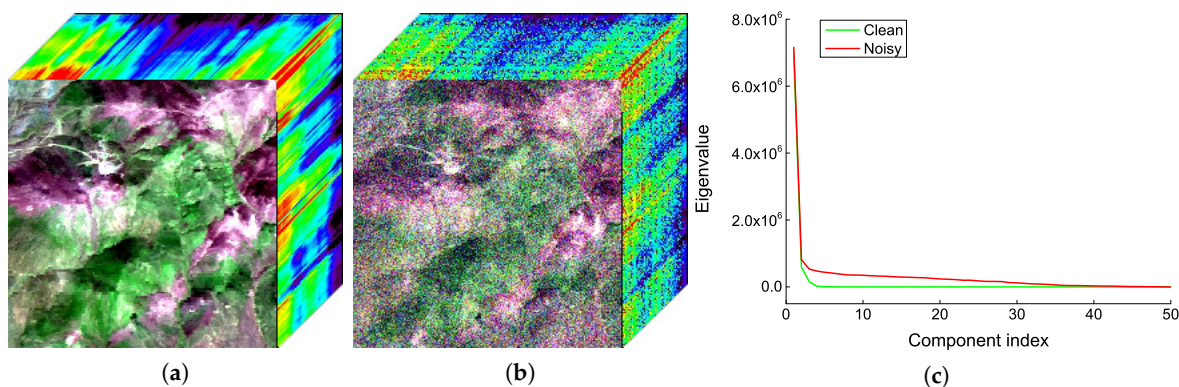 8.0x10⁶
6.0x10⁶
4.0x10⁶
2.0x10⁶
0.0
Eigenvalue
Clean
Noisy
0 10 20 30 40 50
Component index
(a) (b) (c)